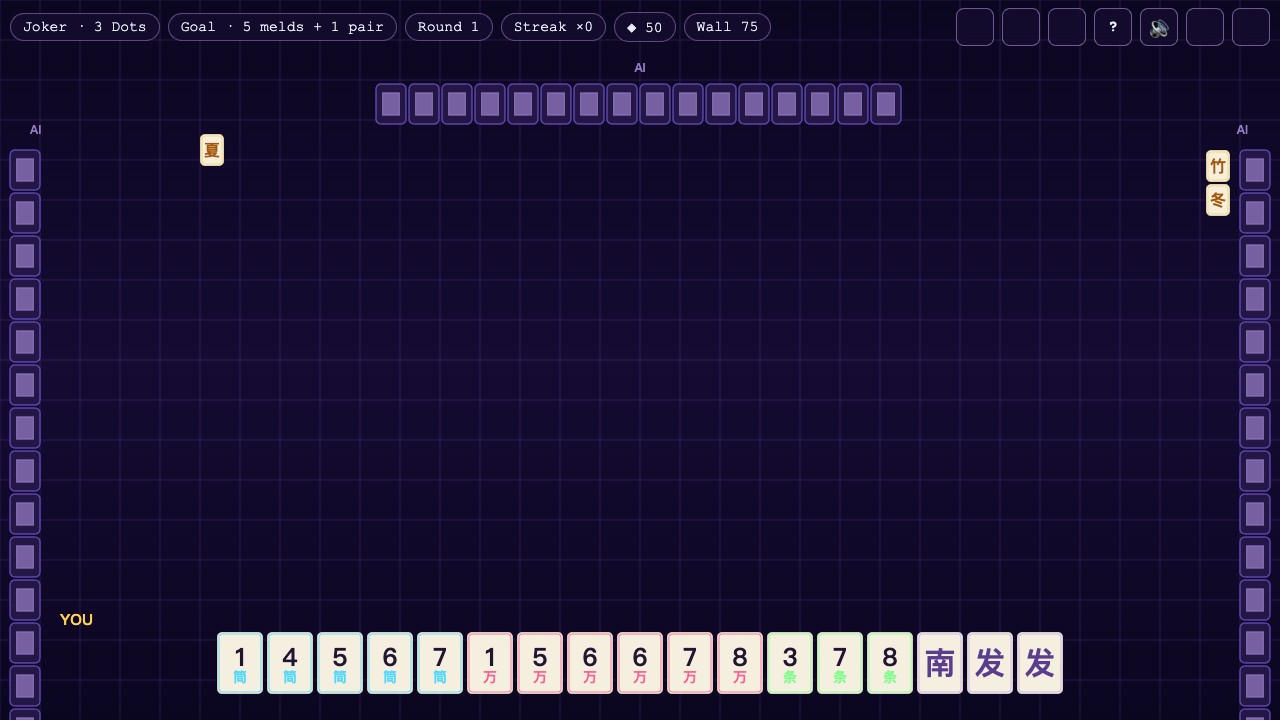 Joker · 3 Dots
Goal · 5 melds + 1 pair
Round 1
Streak ×0
◆ 50
Wall 75
?
AI
AI
AI
夏
竹
冬
YOU
1 4 5 6 7 1 5 6 6 7 8 3 7 8 南 发 发
筒 筒 筒 筒 筒 万 万 万 万 万 万 条 条 条